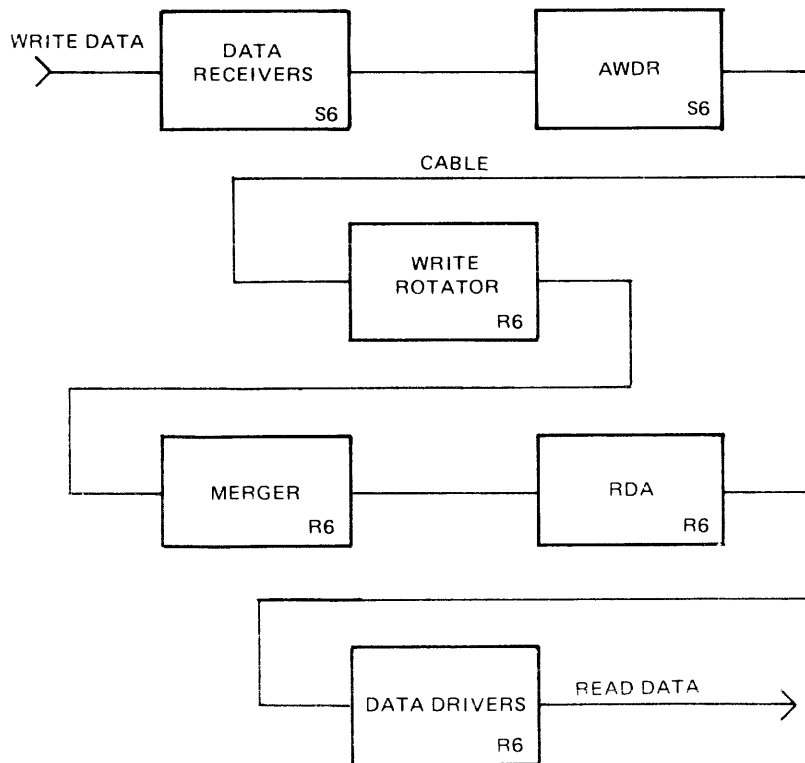 WRITE DATA
DATA
RECEIVERS
S6
AWDR
S6
CABLE
WRITE
ROTATOR
R6
MERGER
R6
RDA
R6
DATA DRIVERS
R6
READ DATA